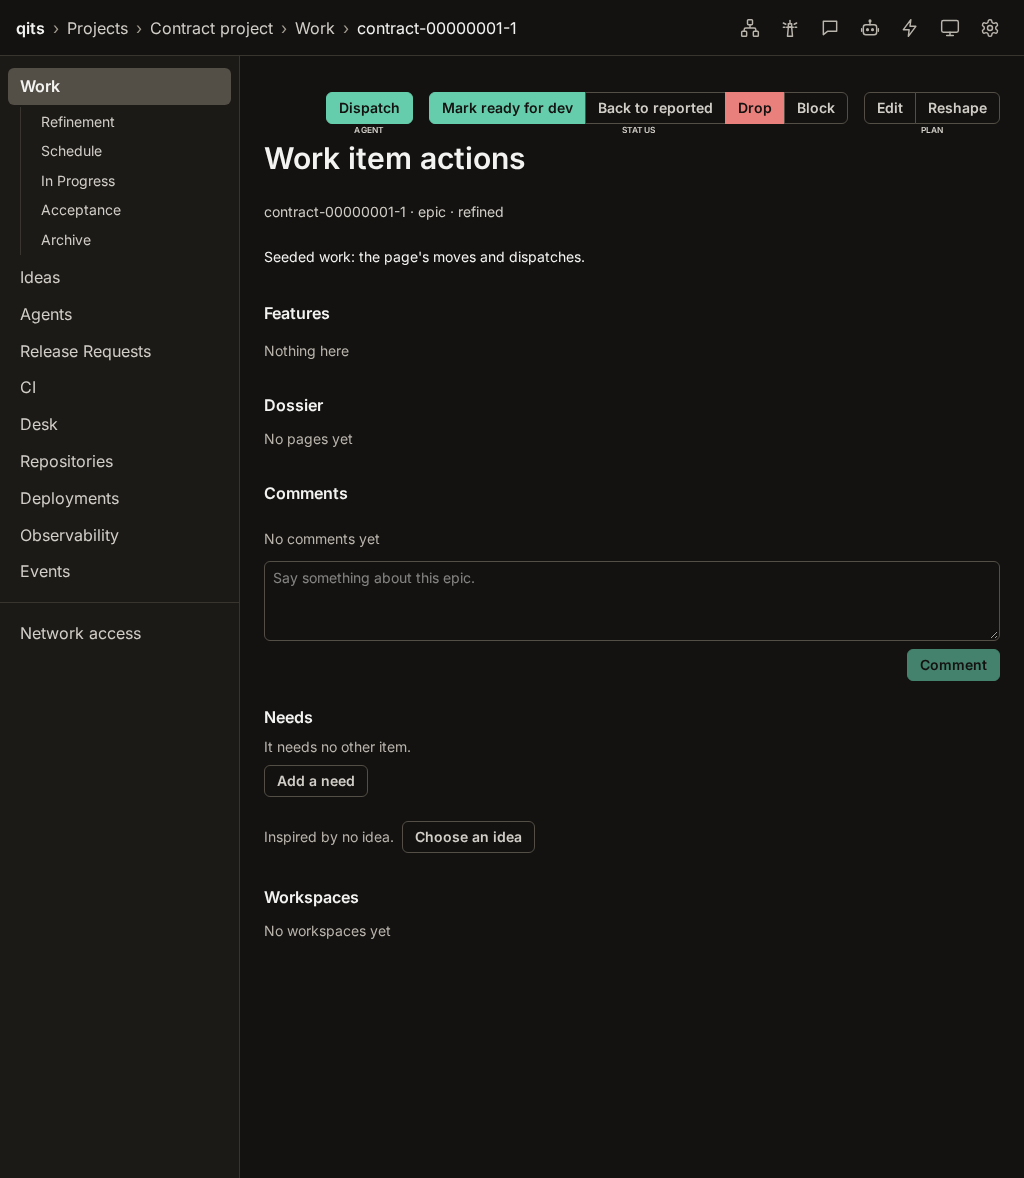 qits › Projects › Contract project › Work › contract-00000001-1
Work
Refinement
Schedule
In Progress
Acceptance
Archive
Ideas
Agents
Release Requests
CI
Desk
Repositories
Deployments
Observability
Events
Network access
Dispatch
AGENT
Mark ready for dev
Back to reported
Drop
Block
STATUS
Edit
Reshape
PLAN
Work item actions
contract-00000001-1 · epic · refined
Seeded work: the page's moves and dispatches.
Features
Nothing here
Dossier
No pages yet
Comments
No comments yet
Say something about this epic.
Comment
Needs
It needs no other item.
Add a need
Inspired by no idea. Choose an idea
Workspaces
No workspaces yet